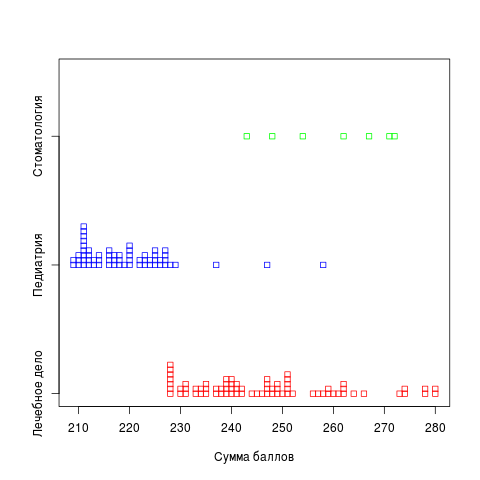 Стоматология
Педиатрия
Лечебное дело
210 220 230 240 250 260 270 280
Сумма баллов